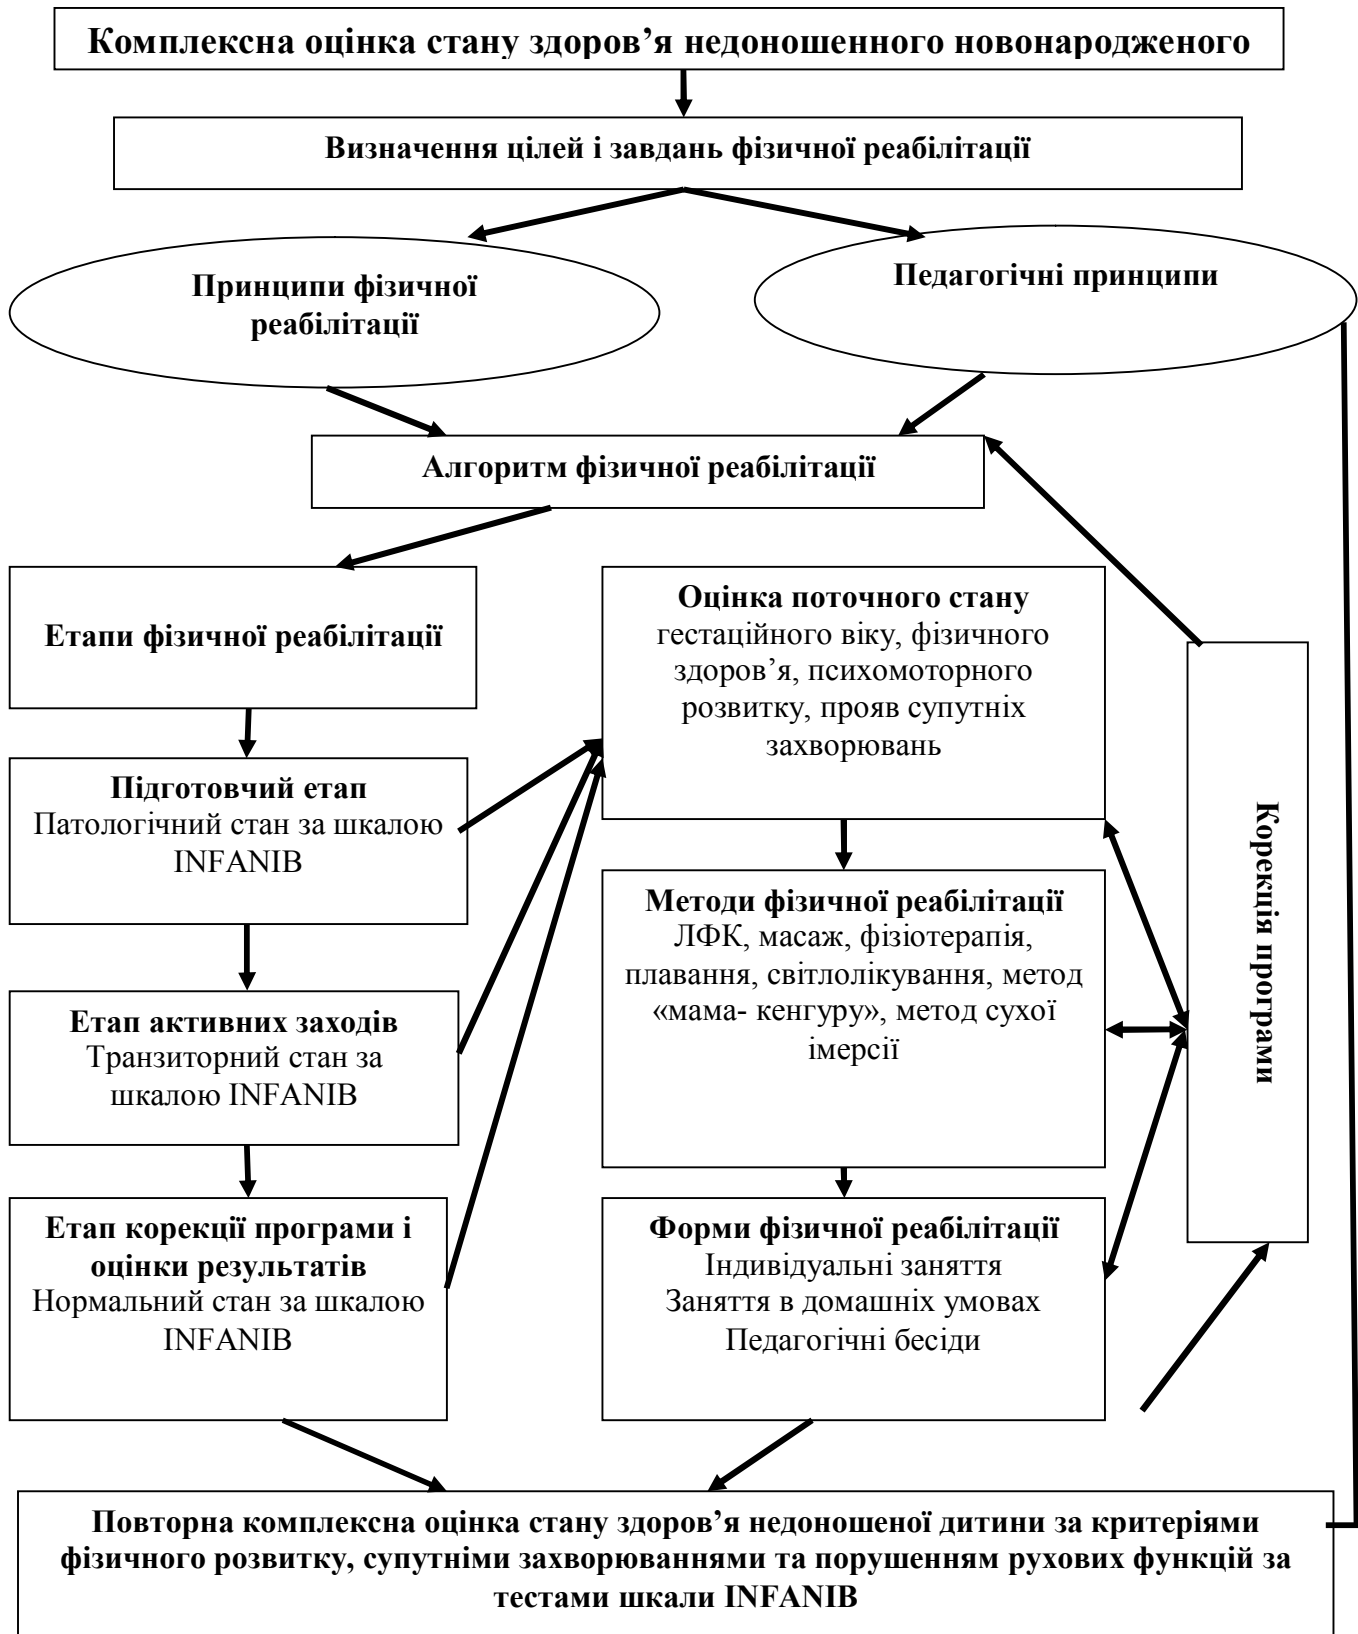 Комплексна оцінка стану здоров’я недоношенного новонародженого
Визначення цілей і завдань фізичної реабілітації
Принципи фізичної
реабілітації
Педагогічні принципи
Алгоритм фізичної реабілітації
Етапи фізичної реабілітації
Підготовчий етап
Патологічний стан за шкалою
INFANIB
Етап активних заходів
Транзиторний стан за
шкалою INFANIB
Етап корекції програми і
оцінки результатів
Нормальний стан за шкалою
INFANIB
Оцінка поточного стану
гестаційного віку, фізичного
здоров’я, психомоторного
розвитку, прояв супутніх
захворювань
Методи фізичної реабілітації
ЛФК, масаж, фізіотерапія,
плавання, світлолікування, метод
«мама- кенгуру», метод сухої
імерсії
Форми фізичної реабілітації
Індивідуальні заняття
Заняття в домашніх умовах
Педагогічні бесіди
Корекція програми
Повторна комплексна оцінка стану здоров’я недоношеної дитини за критеріями
фізичного розвитку, супутніми захворюваннями та порушенням рухових функцій за
тестами шкали INFANIB